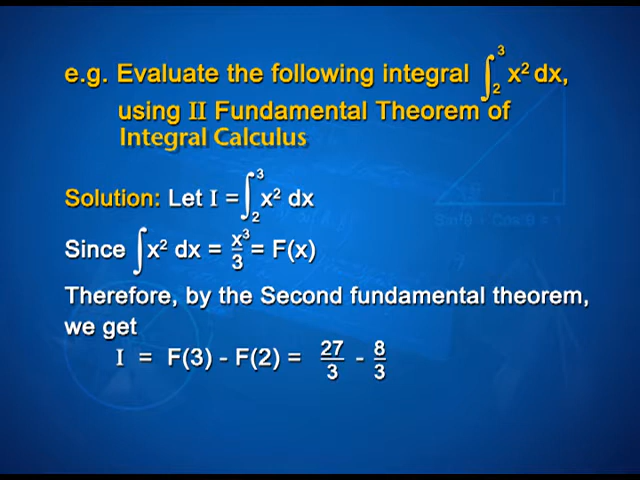 e.g. Evaluate the following integral ∫₂³ x² dx,
using II Fundamental Theorem of
Integral Calculus
Solution: Let I = ∫₂³ x² dx
Since ∫x² dx = x³/3 = F(x)
Therefore, by the Second fundamental theorem,
we get
I = F(3) - F(2) = 27/3 - 8/3